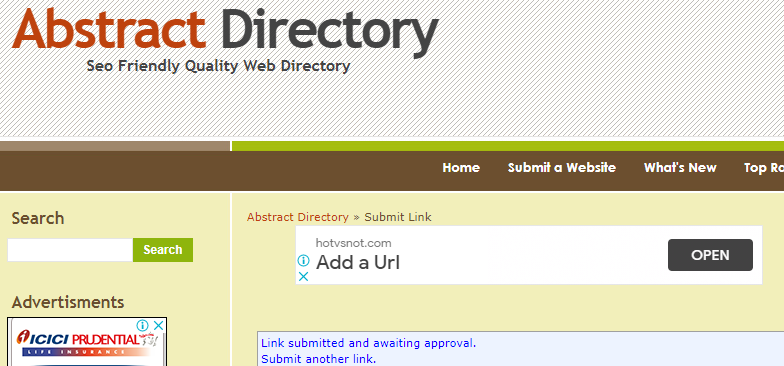 Abstract Directory
Seo Friendly Quality Web Directory
Home Submit a Website What's New Top Ra
Search
Search
Abstract Directory » Submit Link
hotvsnot.com
Add a Url
OPEN
Advertisments
ICICI PRUDENTIAL
LIFE INSURANCE
Link submitted and awaiting approval.
Submit another link.